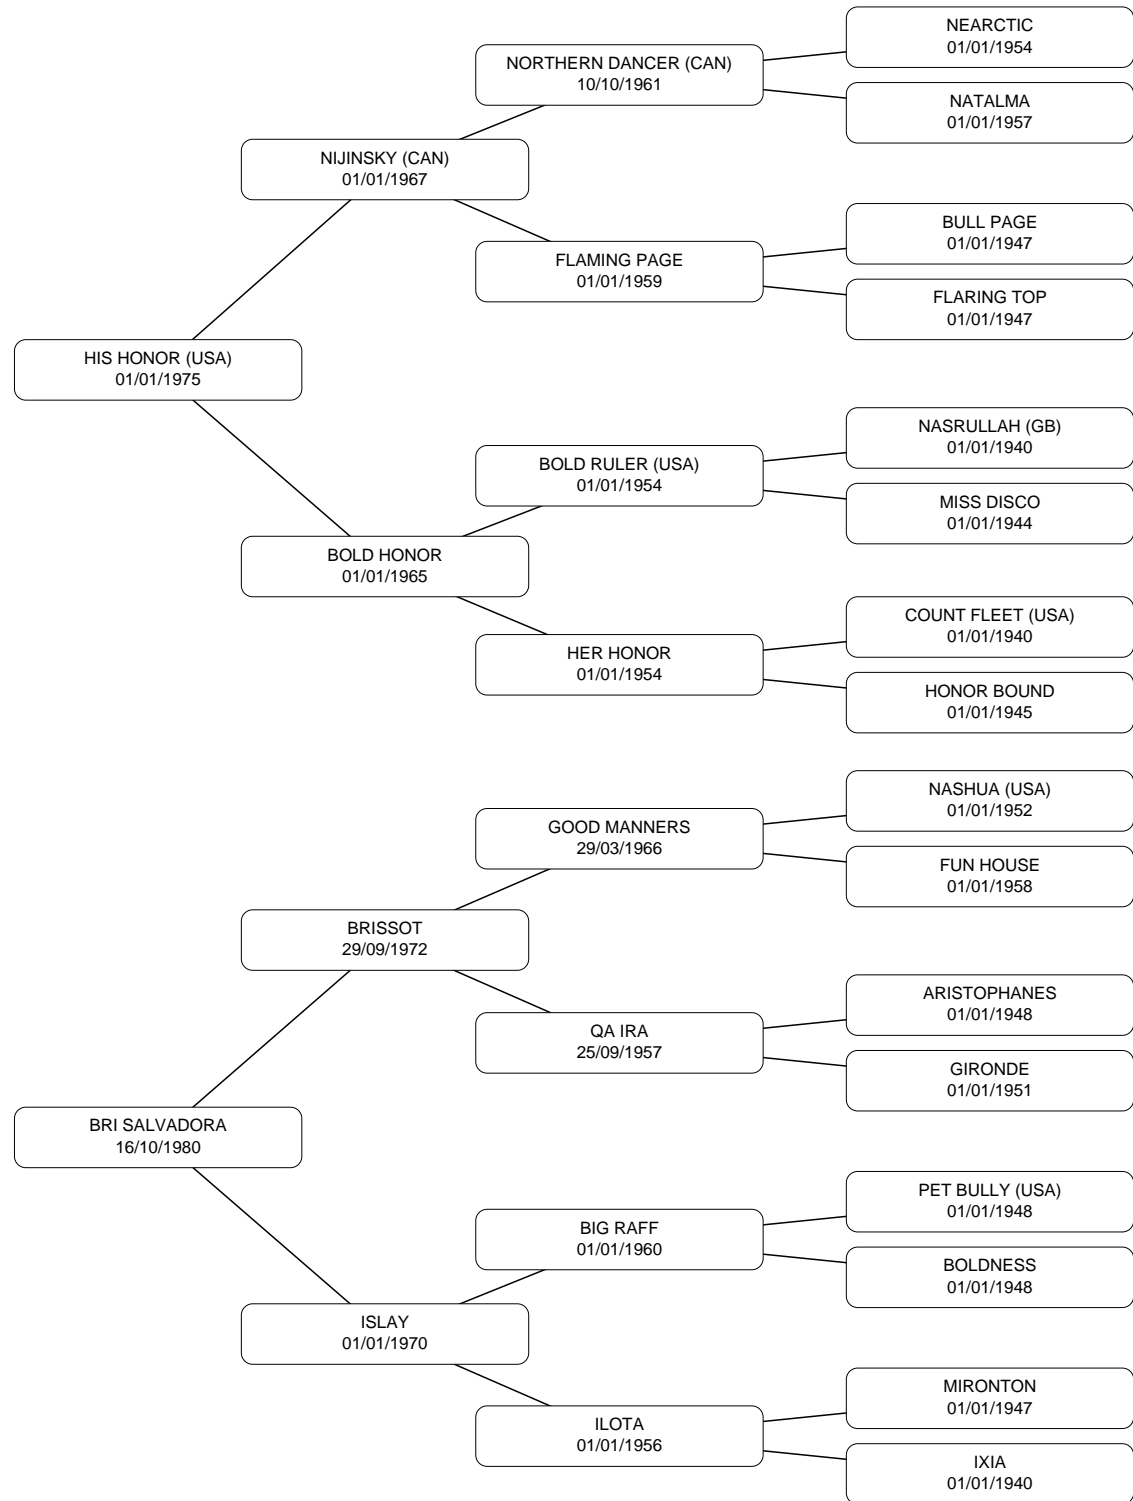 NEARCTIC
01/01/1954
NORTHERN DANCER (CAN)
10/10/1961
NATALMA
01/01/1957
NIJINSKY (CAN)
01/01/1967
BULL PAGE
01/01/1947
FLAMING PAGE
01/01/1959
FLARING TOP
01/01/1947
HIS HONOR (USA)
01/01/1975
NASRULLAH (GB)
01/01/1940
BOLD RULER (USA)
01/01/1954
MISS DISCO
01/01/1944
BOLD HONOR
01/01/1965
COUNT FLEET (USA)
01/01/1940
HER HONOR
01/01/1954
HONOR BOUND
01/01/1945
NASHUA (USA)
01/01/1952
GOOD MANNERS
29/03/1966
FUN HOUSE
01/01/1958
BRISSOT
29/09/1972
ARISTOPHANES
01/01/1948
QA IRA
25/09/1957
GIRONDE
01/01/1951
BRI SALVADORA
16/10/1980
PET BULLY (USA)
01/01/1948
BIG RAFF
01/01/1960
BOLDNESS
01/01/1948
ISLAY
01/01/1970
MIRONTON
01/01/1947
ILOTA
01/01/1956
IXIA
01/01/1940